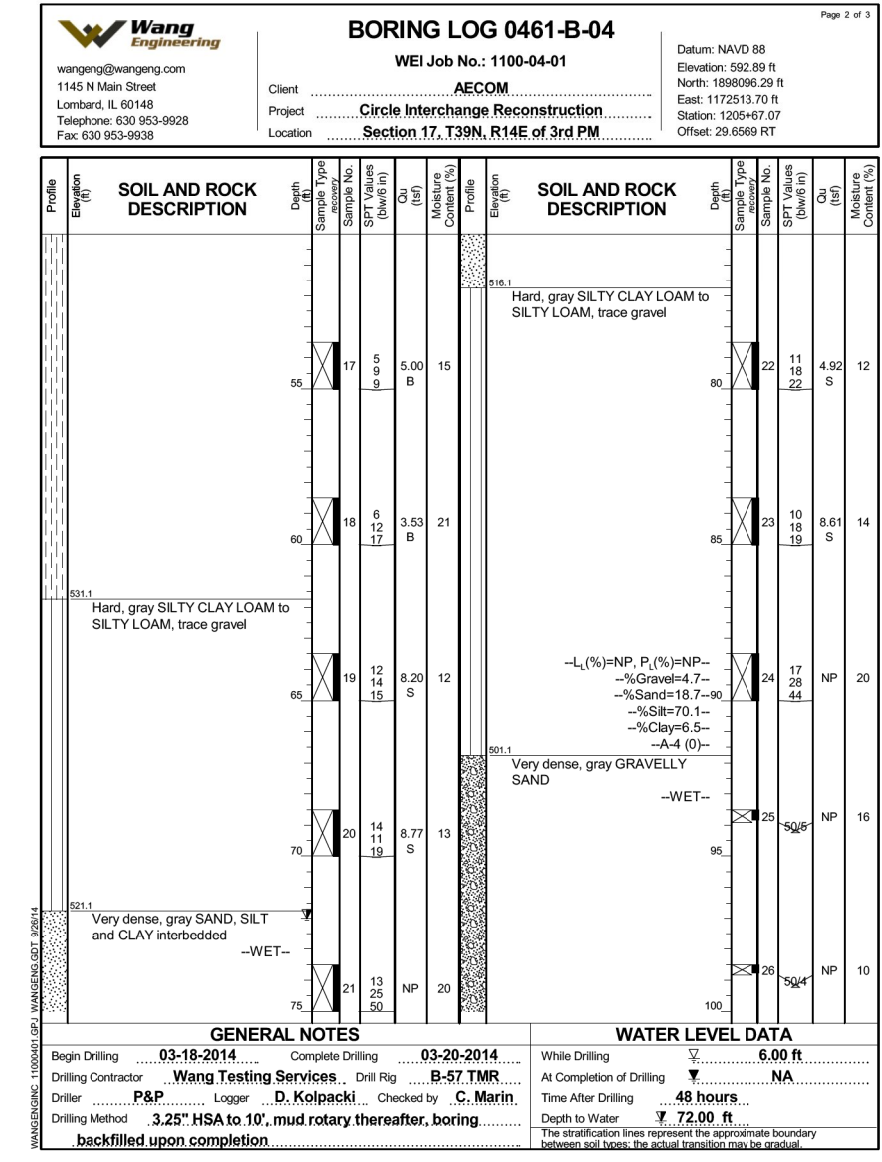 Page 2 of 3
Wang
Engineering
wangeng@wangeng.com
1145 N Main Street
Lombard, IL 60148
Telephone: 630 953-9928
Fax: 630 953-9938
BORING LOG 0461-B-04
WEI Job No.: 1100-04-01
Client AECOM
Project Circle Interchange Reconstruction
Location Section 17, T39N, R14E of 3rd PM
Datum: NAVD 88
Elevation: 592.89 ft
North: 1898096.29 ft
East: 1172513.70 ft
Station: 1205+67.07
Offset: 29.6569 RT
Profile
Elevation (ft)
SOIL AND ROCK
DESCRIPTION
Depth (ft)
Sample Type
recovery
Sample No.
SPT Values (blw/6 in)
Qu (tsf)
Moisture Content (%)
Profile
Elevation (ft)
SOIL AND ROCK
DESCRIPTION
Depth (ft)
Sample Type
recovery
Sample No.
SPT Values (blw/6 in)
Qu (tsf)
Moisture Content (%)
55
17
5
9
9
5.00
B
15
60
18
6
12
17
3.53
B
21
531.1
Hard, gray SILTY CLAY LOAM to
SILTY LOAM, trace gravel
65
19
12
14
15
8.20
S
12
70
20
14
11
19
8.77
S
13
521.1
Very dense, gray SAND, SILT
and CLAY interbedded
--WET--
75
21
13
25
50
NP
20
516.1
Hard, gray SILTY CLAY LOAM to
SILTY LOAM, trace gravel
80
22
11
18
22
4.92
S
12
85
23
10
18
19
8.61
S
14
--LL(%)=NP, PL(%)=NP--
--%Gravel=4.7--
--%Sand=18.7--90
--%Silt=70.1--
--%Clay=6.5--
--A-4 (0)--
24
17
28
44
NP
20
501.1
Very dense, gray GRAVELLY
SAND
--WET--
25
50/5
NP
16
95
26
50/4
NP
10
100
GENERAL NOTES
Begin Drilling 03-18-2014 Complete Drilling 03-20-2014
Drilling Contractor Wang Testing Services Drill Rig B-57 TMR
Driller P&P Logger D. Kolpacki Checked by C. Marin
Drilling Method 3.25" HSA to 10', mud rotary thereafter, boring
backfilled upon completion
WATER LEVEL DATA
While Drilling 6.00 ft
At Completion of Drilling NA
Time After Drilling 48 hours
Depth to Water 72.00 ft
The stratification lines represent the approximate boundary
between soil types; the actual transition may be gradual.
WANGENGINC 11000401.GPJ WANGENG.GDT 9/26/14